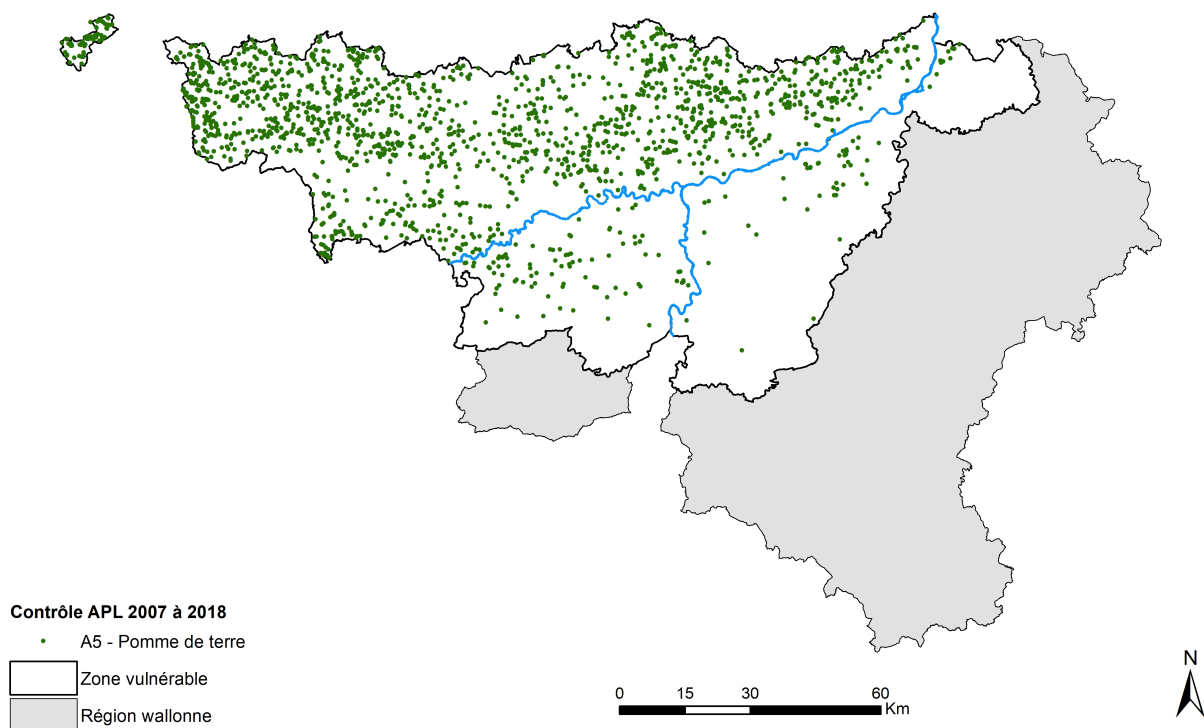 Contrôle APL 2007 à 2018
A5 - Pomme de terre
Zone vulnérable
Région wallonne
0 15 30 60
Km
N